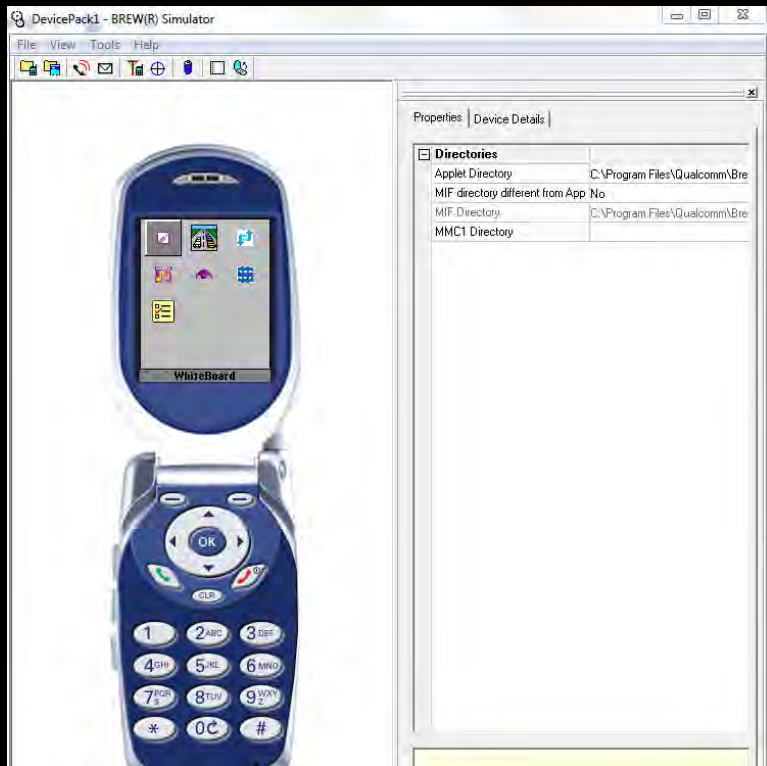 DevicePack1 - BREW(R) Simulator
File View Tools Help
Properties Device Details
Directories
Applet Directory C:\Program Files\Qualcomm\Bre
MIF directory different from App No
MIF Directory C:\Program Files\Qualcomm\Bre
MMC1 Directory
WhiteBoard
OK
CLR
1 2ABC 3DEF
4GHI 5JKL 6MNO
7PQRS 8TUV 9WXYZ
* 0 #